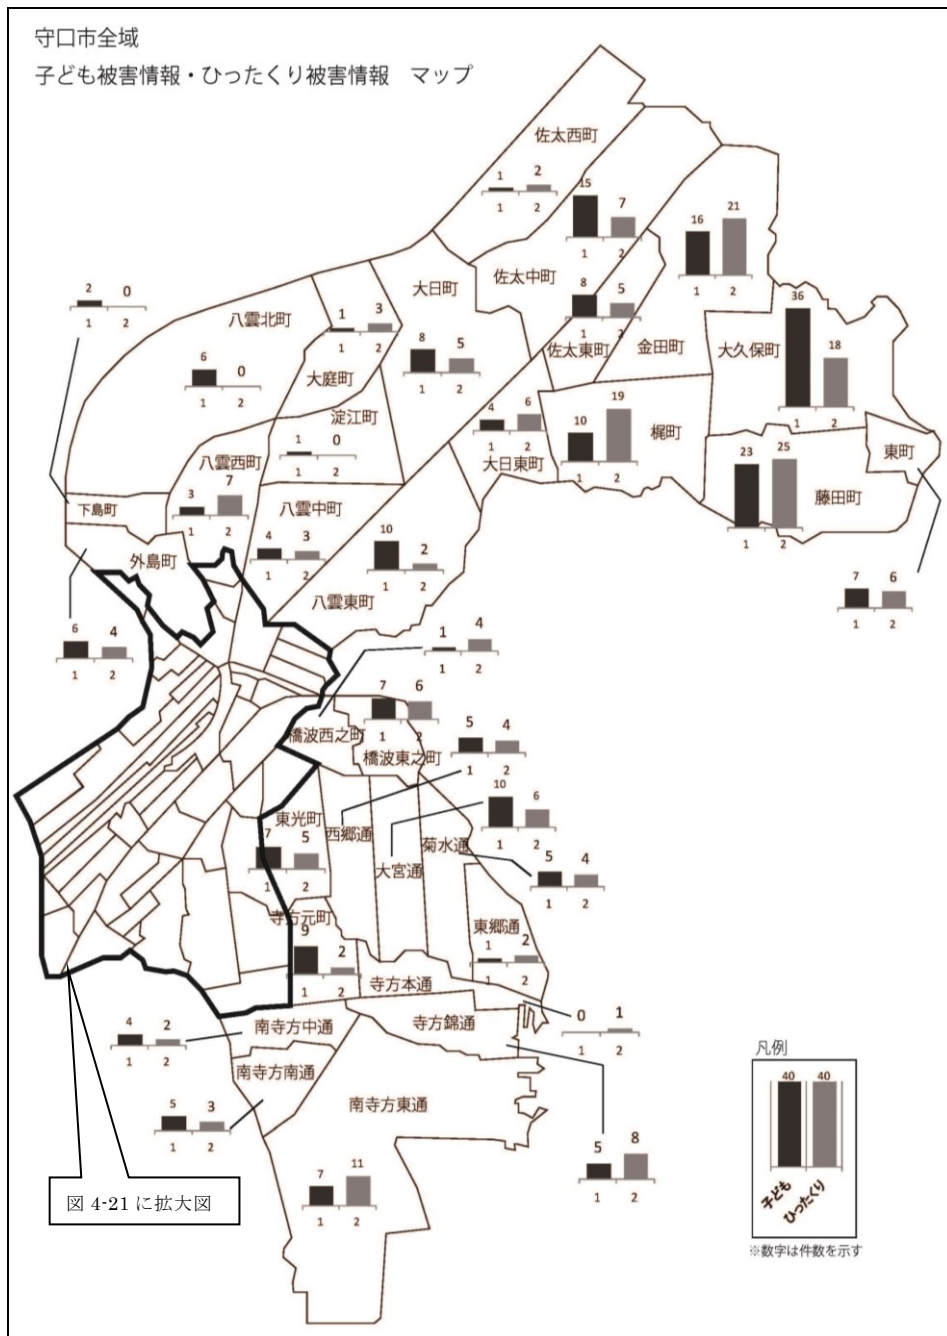 守口市全域
子ども被害情報・ひったくり被害情報　マップ
佐太西町
1 2
1 2
15 7
1 2
佐太中町
16 21
1 2
金田町
8 5
1 2
佐太東町
36 18
1 2
大久保町
大日町
8 5
1 2
2 0
1 2
八雲北町
6 0
1 2
1 3
1 2
大庭町
淀江町
1 0
1 2
4 6
1 2
大日東町
10 19
1 2
梶町
23 25
1 2
藤田町
東町
7 6
1 2
八雲西町
3 7
1 2
下島町
外島町
6 4
1 2
八雲中町
4 3
1 2
10 2
1 2
八雲東町
1 4
1 2
橋波西之町
7 6
1 2
橋波東之町
5 4
1 2
西郷通
10 6
1 2
大宮通
菊水通
5 4
1 2
東光町
7 5
1 2
寺方元町
9 2
1 2
東郷通
1 2
1 2
寺方本通
0 1
1 2
寺方錦通
5 8
1 2
南寺方中通
4 2
1 2
南寺方南通
5 3
1 2
南寺方東通
7 11
1 2
図 4-21 に拡大図
凡例
40 40
子ども
ひったくり
※数字は件数を示す